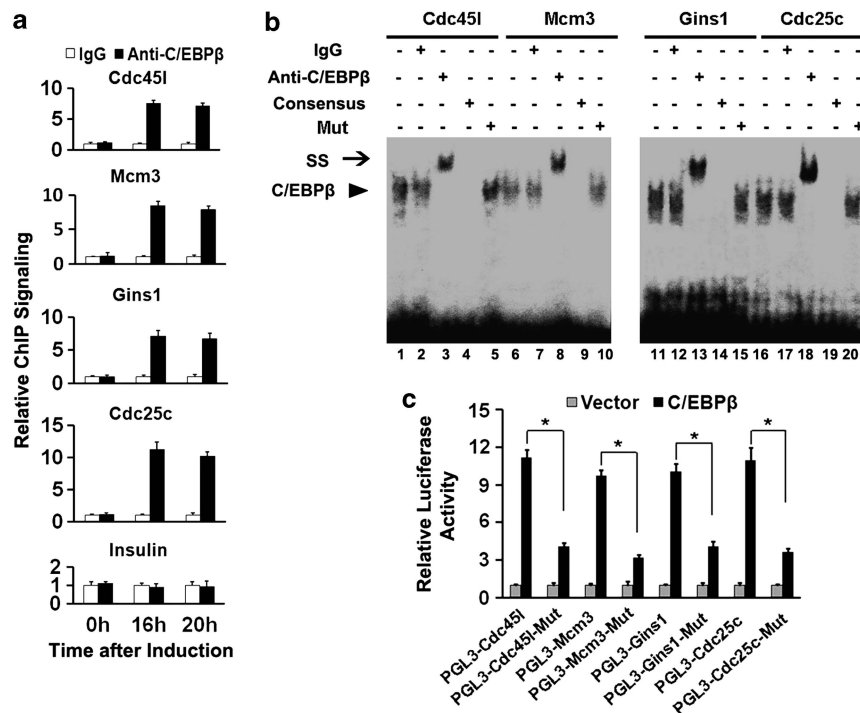 a
IgG Anti-C/EBPβ
Cdc45l
10
5
0
Mcm3
10
5
0
Gins1
10
5
0
Cdc25c
15
10
5
0
Insulin
2
1
0
0h 16h 20h
Time after Induction
Relative ChIP Signaling
b
Cdc45l Mcm3 Gins1 Cdc25c
IgG - + - - - - + - - - - + - - - - + - - -
Anti-C/EBPβ - - + - - - - + - - - - + - - - - + - -
Consensus - - - + - - - - + - - - - + - - - - + -
Mut - - - - + - - - - + - - - - + - - - - +
SS
C/EBPβ
1 2 3 4 5 6 7 8 9 10 11 12 13 14 15 16 17 18 19 20
c
Vector C/EBPβ
Relative Luciferase
Activity
15
12
9
6
3
0
* * * *
PGL3-Cdc45l
PGL3-Cdc45l-Mut
PGL3-Mcm3
PGL3-Mcm3-Mut
PGL3-Gins1
PGL3-Gins1-Mut
PGL3-Cdc25c
PGL3-Cdc25c-Mut